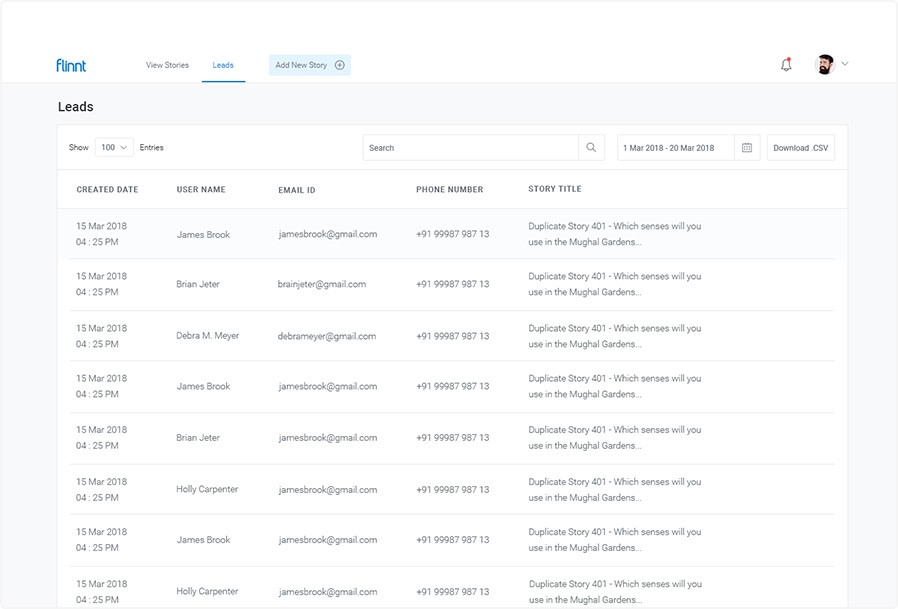 flinnt View Stories Leads Add New Story
Leads
Show 100 Entries Search 1 Mar 2018 - 20 Mar 2018 Download .CSV
CREATED DATE USER NAME EMAIL ID PHONE NUMBER STORY TITLE
15 Mar 2018
04 : 25 PM
James Brook
jamesbrook@gmail.com
+91 99987 987 13
Duplicate Story 401 - Which senses will you
use in the Mughal Gardens...
15 Mar 2018
04 : 25 PM
Brian Jeter
brainjeter@gmail.com
+91 99987 987 13
Duplicate Story 401 - Which senses will you
use in the Mughal Gardens...
15 Mar 2018
04 : 25 PM
Debra M. Meyer
debrameyer@gmail.com
+91 99987 987 13
Duplicate Story 401 - Which senses will you
use in the Mughal Gardens...
15 Mar 2018
04 : 25 PM
James Brook
jamesbrook@gmail.com
+91 99987 987 13
Duplicate Story 401 - Which senses will you
use in the Mughal Gardens...
15 Mar 2018
04 : 25 PM
Brian Jeter
jamesbrook@gmail.com
+91 99987 987 13
Duplicate Story 401 - Which senses will you
use in the Mughal Gardens...
15 Mar 2018
04 : 25 PM
Holly Carpenter
jamesbrook@gmail.com
+91 99987 987 13
Duplicate Story 401 - Which senses will you
use in the Mughal Gardens...
15 Mar 2018
04 : 25 PM
James Brook
jamesbrook@gmail.com
+91 99987 987 13
Duplicate Story 401 - Which senses will you
use in the Mughal Gardens...
15 Mar 2018
04 : 25 PM
Holly Carpenter
jamesbrook@gmail.com
+91 99987 987 13
Duplicate Story 401 - Which senses will you
use in the Mughal Gardens...